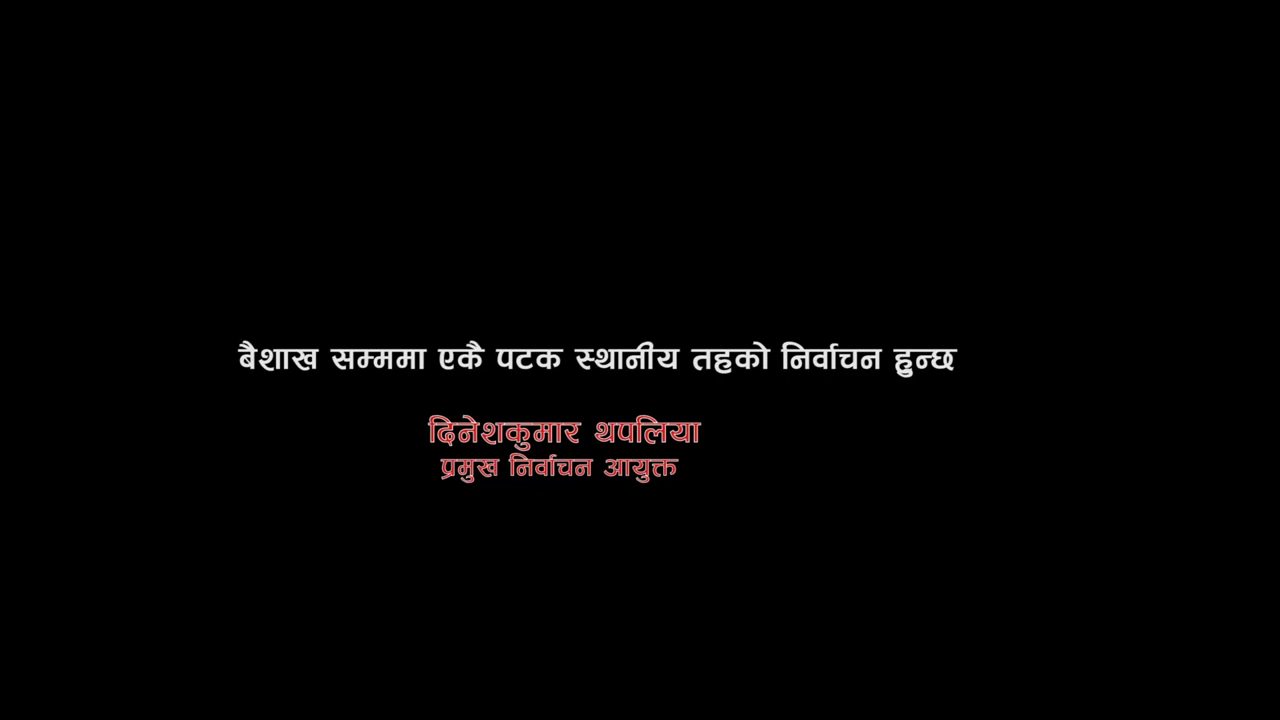 बैशाख सम्ममा एकै पटक स्थानीय तहको निर्वाचन हुन्छ
दिनेशकुमार थपलिया
प्रमुख निर्वाचन आयुक्त